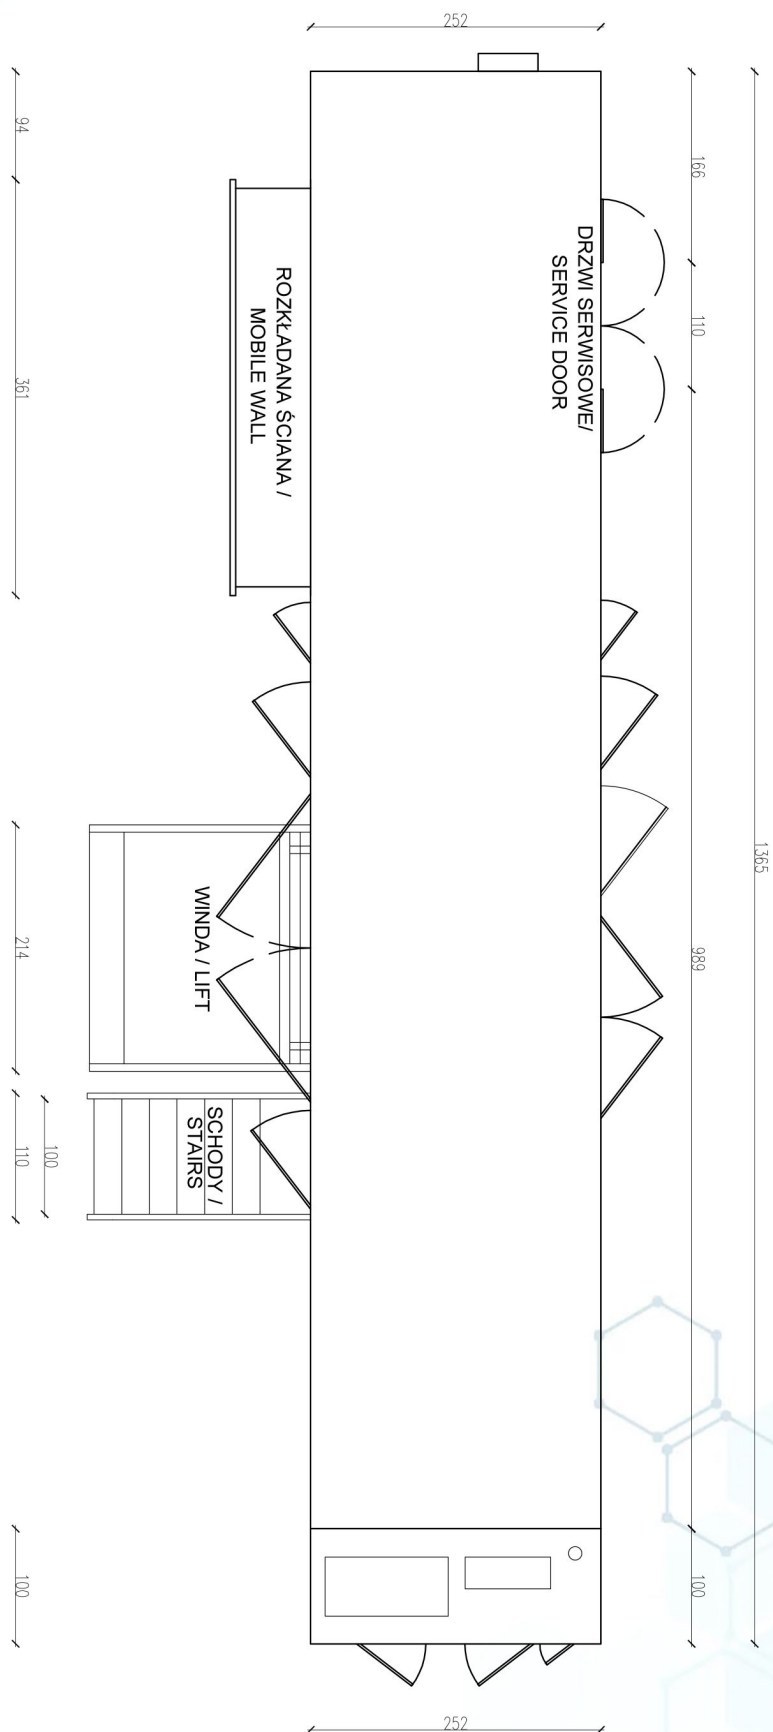 252
94
166
DRZWI SERWISOWE/
SERVICE DOOR
110
ROZKŁADANA ŚCIANA /
MOBILE WALL
361
1365
WINDA / LIFT
214
989
SCHODY /
STAIRS
100
110
100
100
252